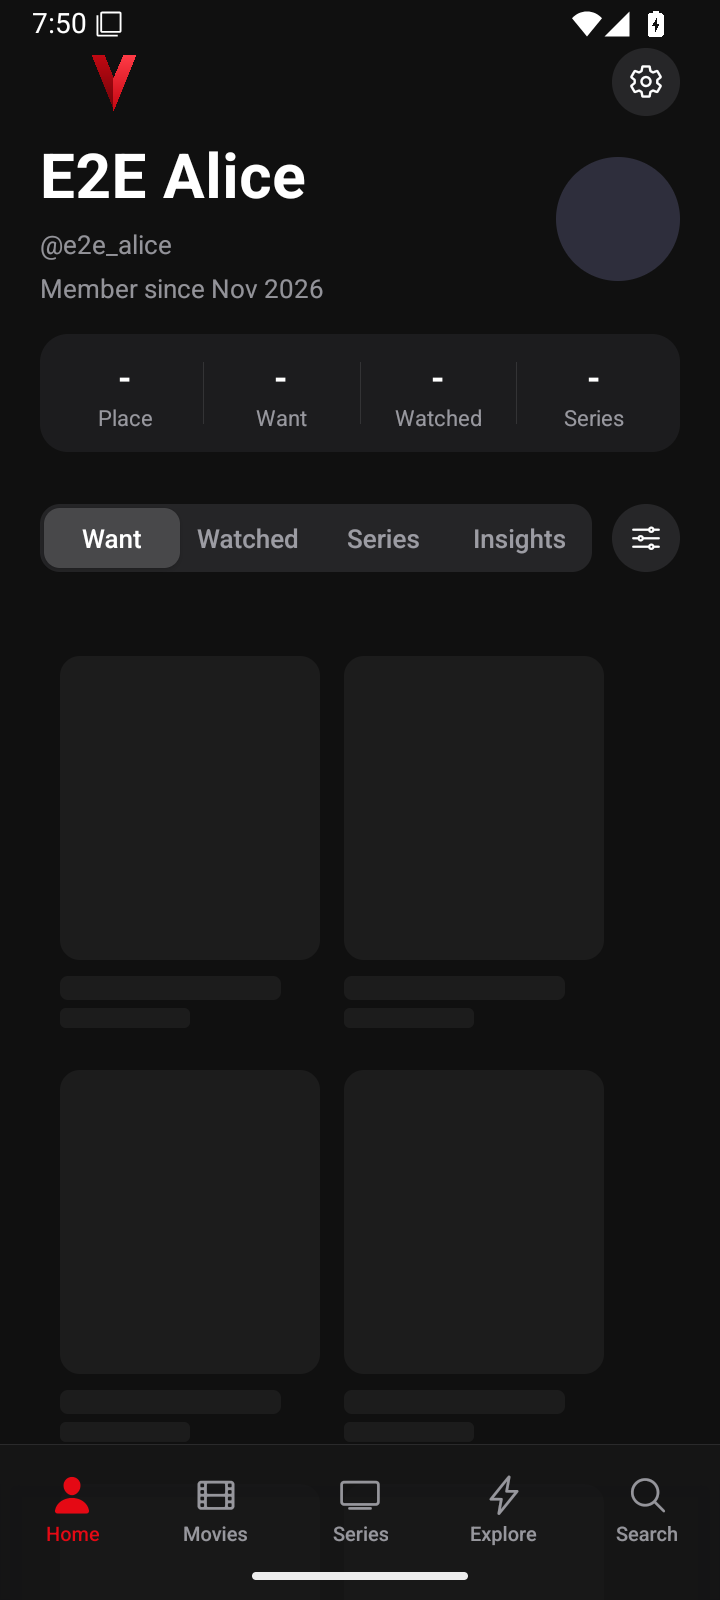 7:50
E2E Alice
@e2e_alice
Member since Nov 2026
- - - -
Place Want Watched Series
Want Watched Series Insights
Home Movies Series Explore Search